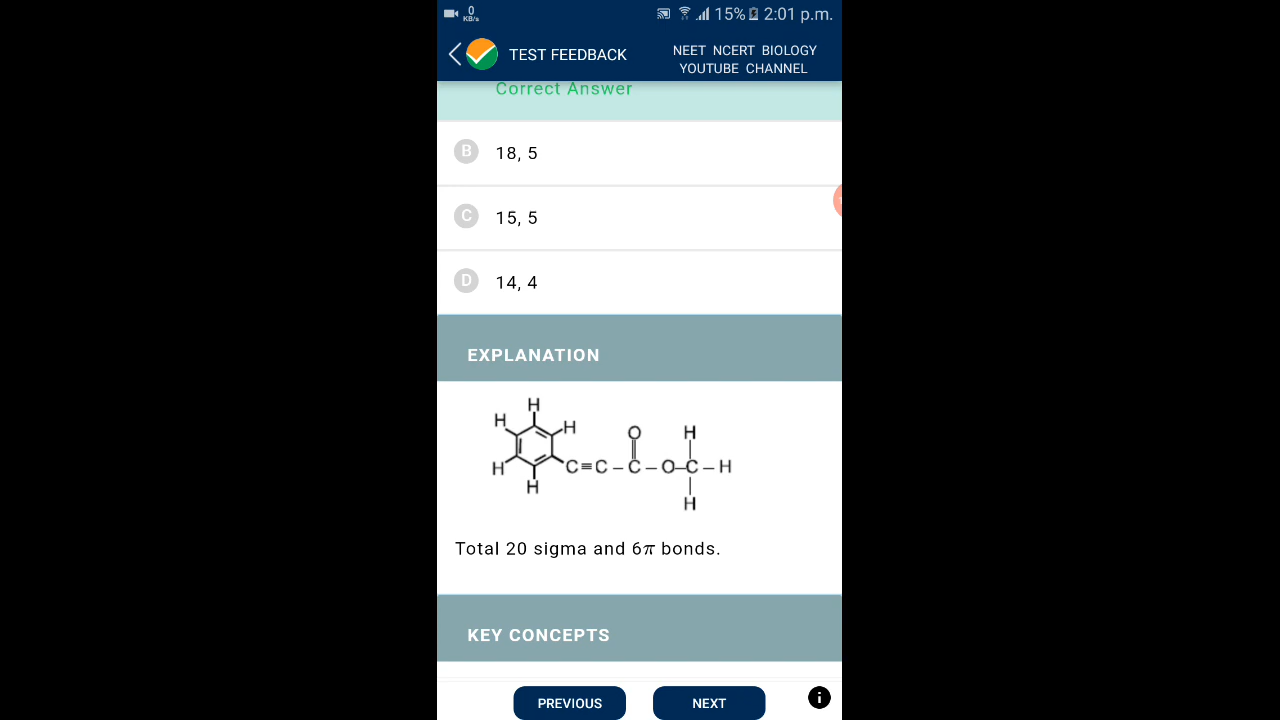 0
KB/s
15% 2:01 p.m.
TEST FEEDBACK
NEET NCERT BIOLOGY
YOUTUBE CHANNEL
Correct Answer
B 18, 5
C 15, 5
D 14, 4
EXPLANATION
H
H H
O H
H C≡C–C–O–C–H
H H
Total 20 sigma and 6π bonds.
KEY CONCEPTS
PREVIOUS NEXT i